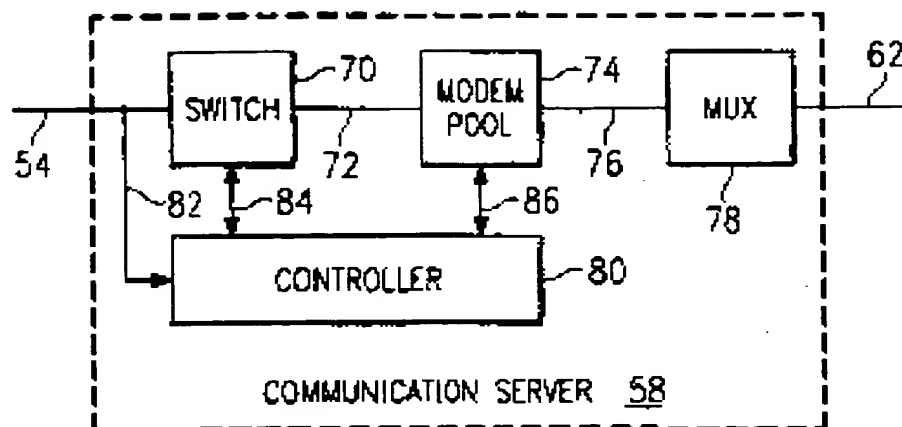 70
74
62
SWITCH
MODEM
POOL
MUX
54
72
76
78
82
84
86
CONTROLLER
80
COMMUNICATION SERVER 58